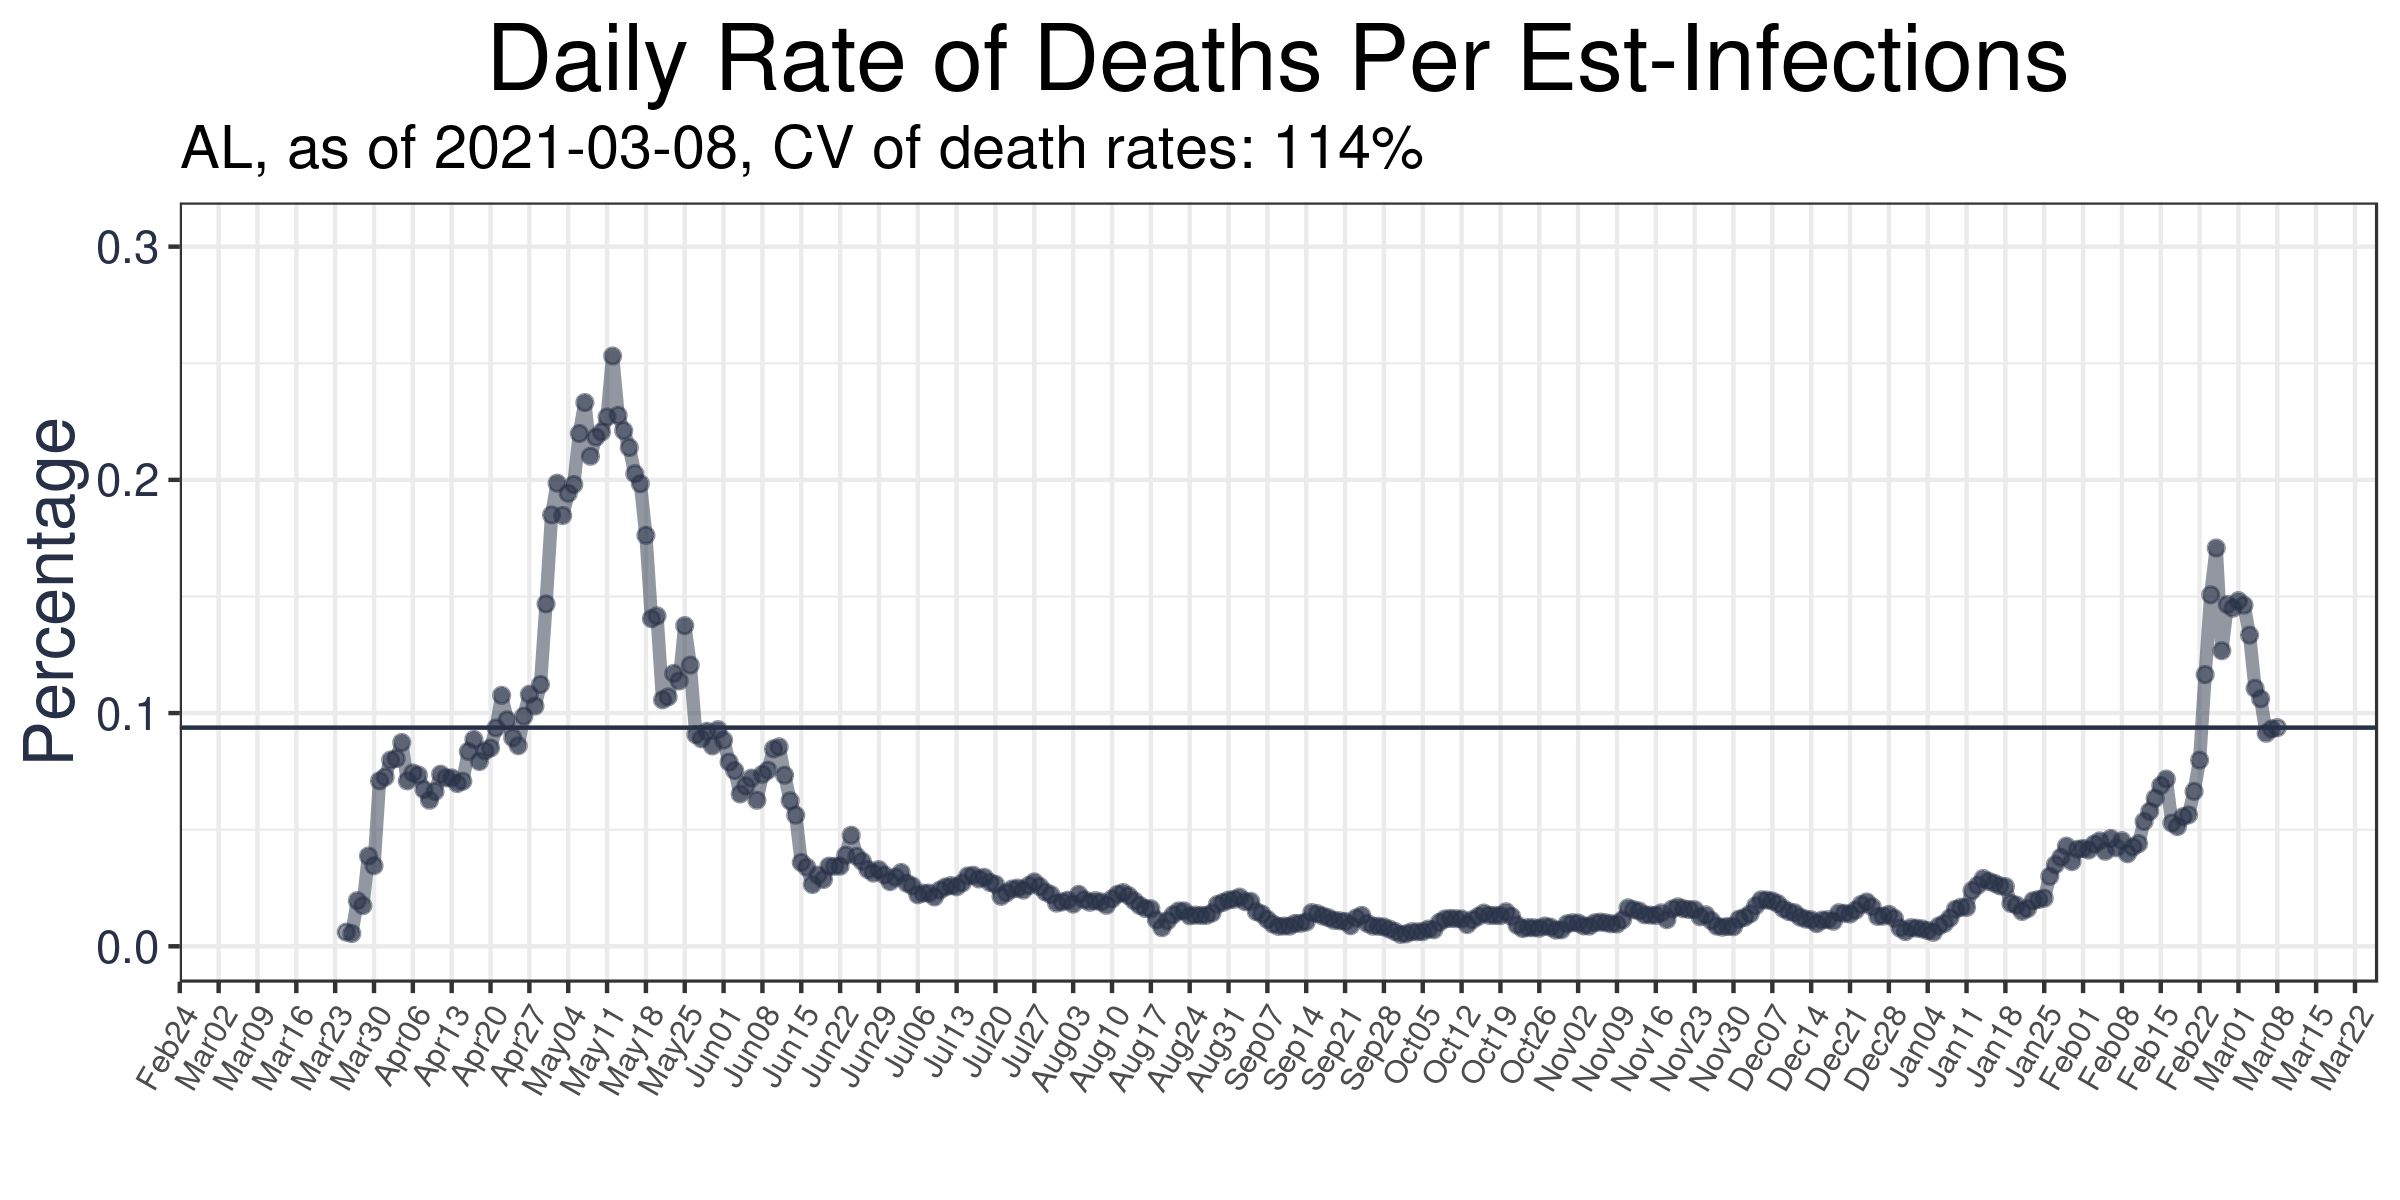 Daily Rate of Deaths Per Est-Infections
AL, as of 2021-03-08, CV of death rates: 114%
Percentage
0.3
0.2
0.1
0.0
Feb24 Mar02 Mar09 Mar16 Mar23 Mar30 Apr06 Apr13 Apr20 Apr27 May04 May11 May18 May25 Jun01 Jun08 Jun15 Jun22 Jun29 Jul06 Jul13 Jul20 Jul27 Aug03 Aug10 Aug17 Aug24 Aug31 Sep07 Sep14 Sep21 Sep28 Oct05 Oct12 Oct19 Oct26 Nov02 Nov09 Nov16 Nov23 Nov30 Dec07 Dec14 Dec21 Dec28 Jan04 Jan11 Jan18 Jan25 Feb01 Feb08 Feb15 Feb22 Mar01 Mar08 Mar15 Mar22